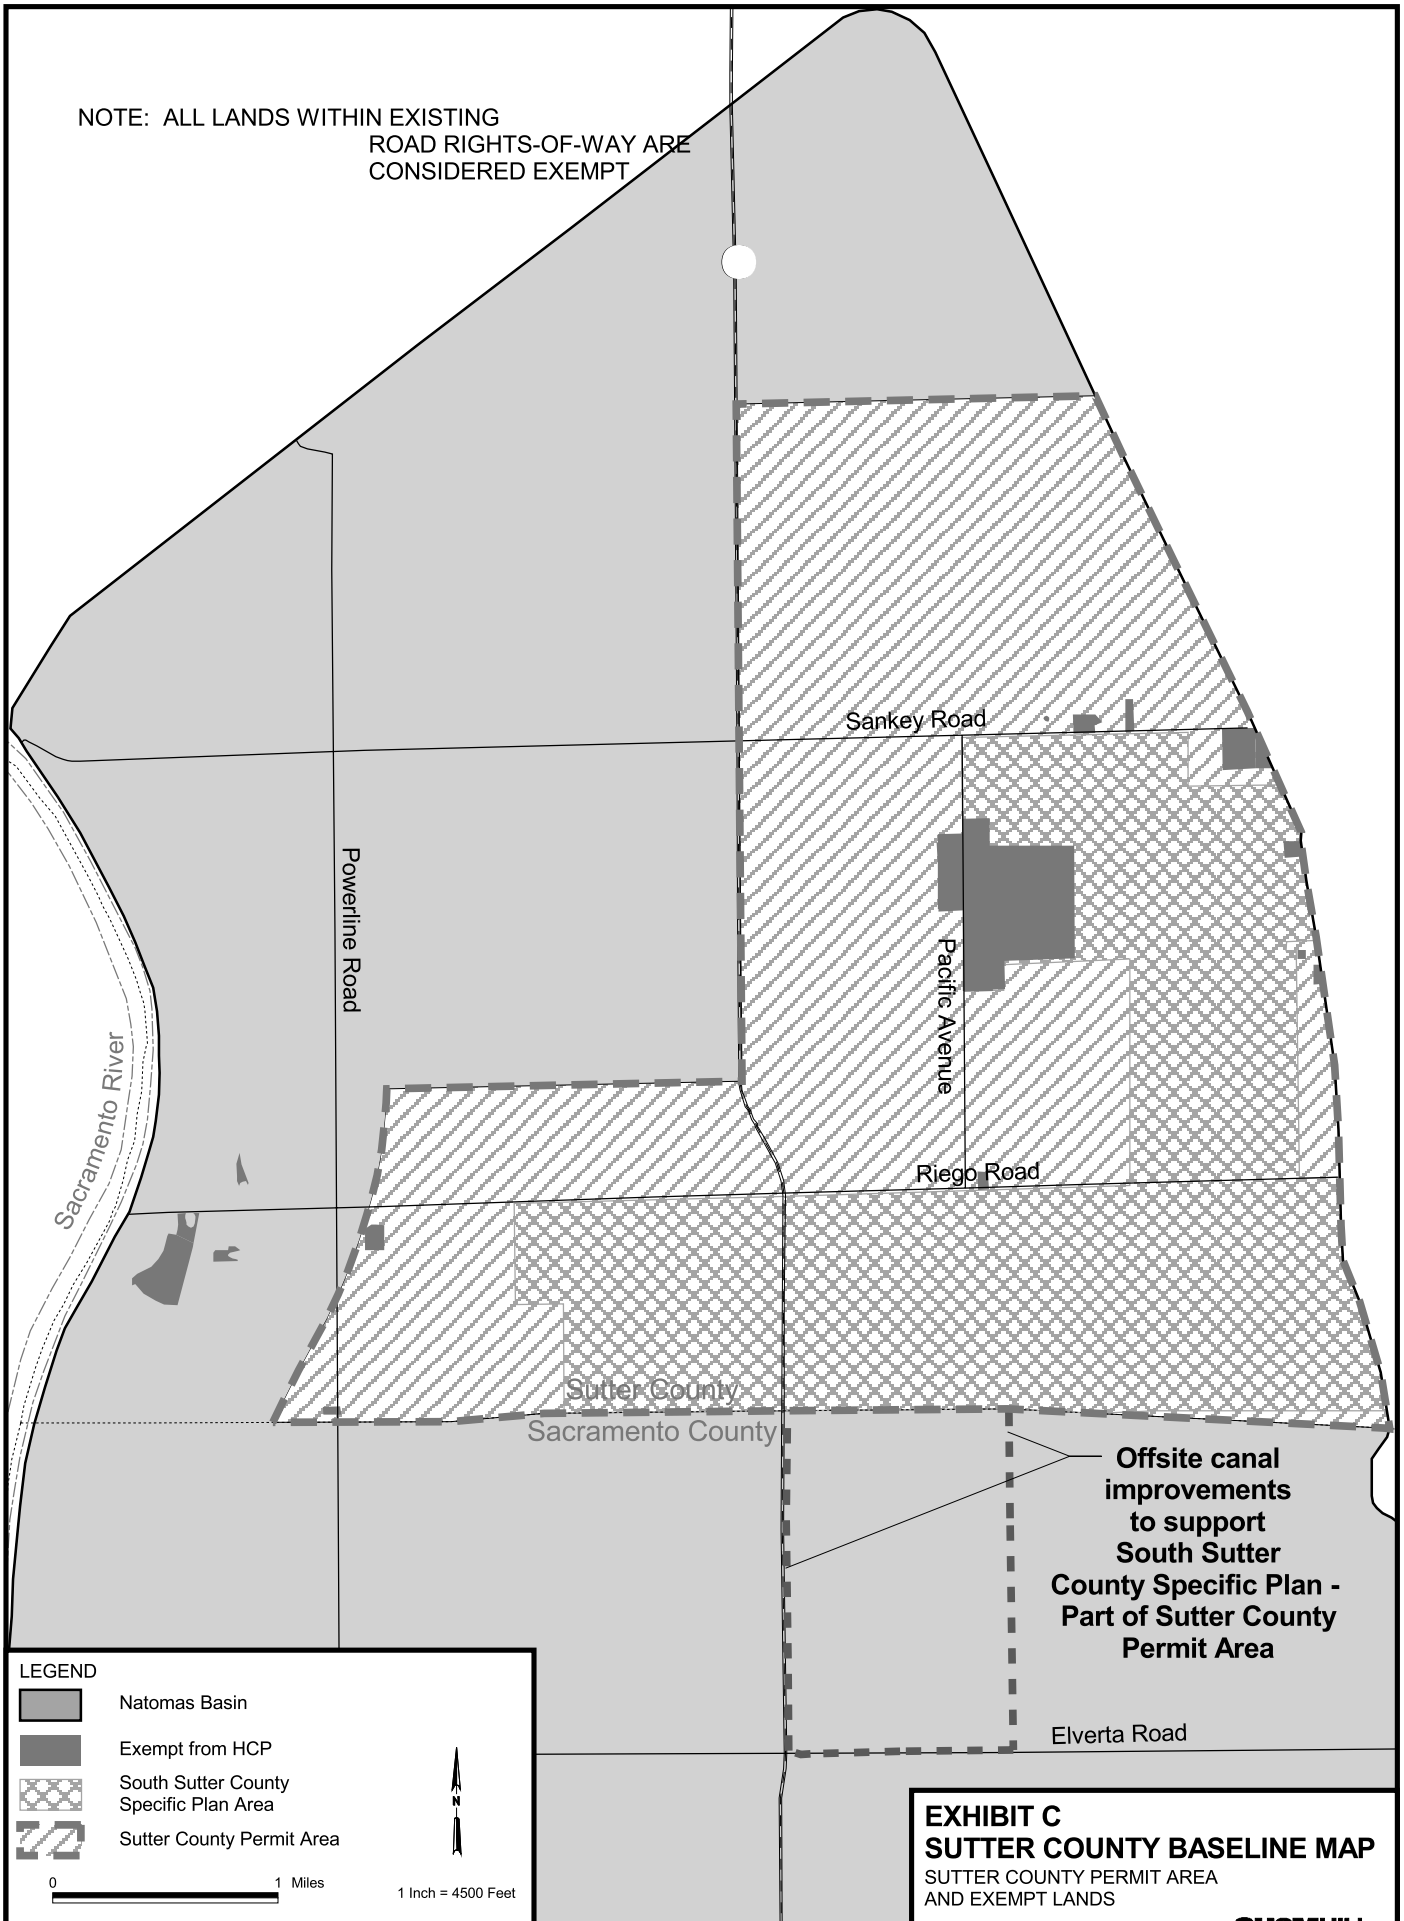 NOTE: ALL LANDS WITHIN EXISTING
ROAD RIGHTS-OF-WAY ARE
CONSIDERED EXEMPT
Sankey Road
Powerline Road
Pacific Avenue
Sacramento River
Riego Road
Sutter County
Sacramento County
Offsite canal
improvements
to support
South Sutter
County Specific Plan -
Part of Sutter County
Permit Area
Elverta Road
LEGEND
Natomas Basin
Exempt from HCP
South Sutter County
Specific Plan Area
Sutter County Permit Area
N
0 1 Miles
1 Inch = 4500 Feet
EXHIBIT C
SUTTER COUNTY BASELINE MAP
SUTTER COUNTY PERMIT AREA
AND EXEMPT LANDS